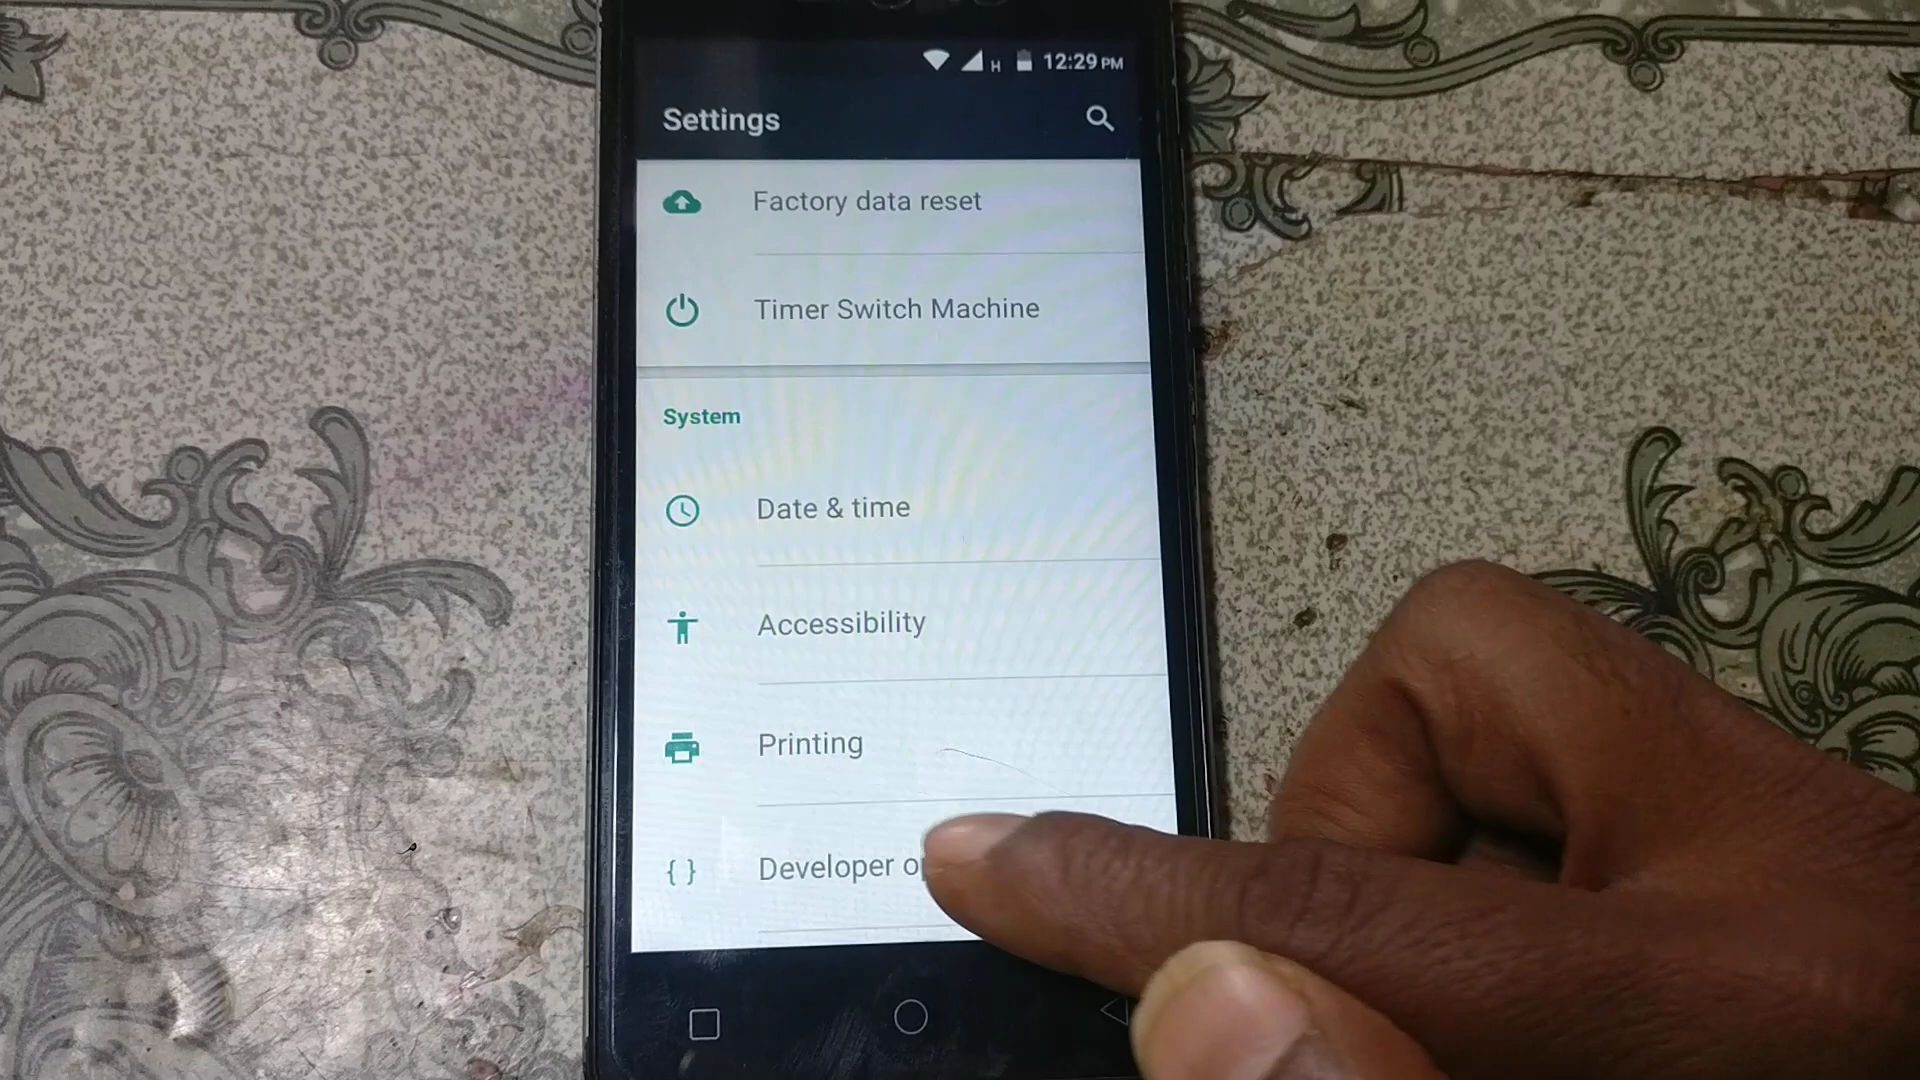 H 12:29 PM
Settings
Factory data reset
Timer Switch Machine
System
Date & time
Accessibility
Printing
Developer